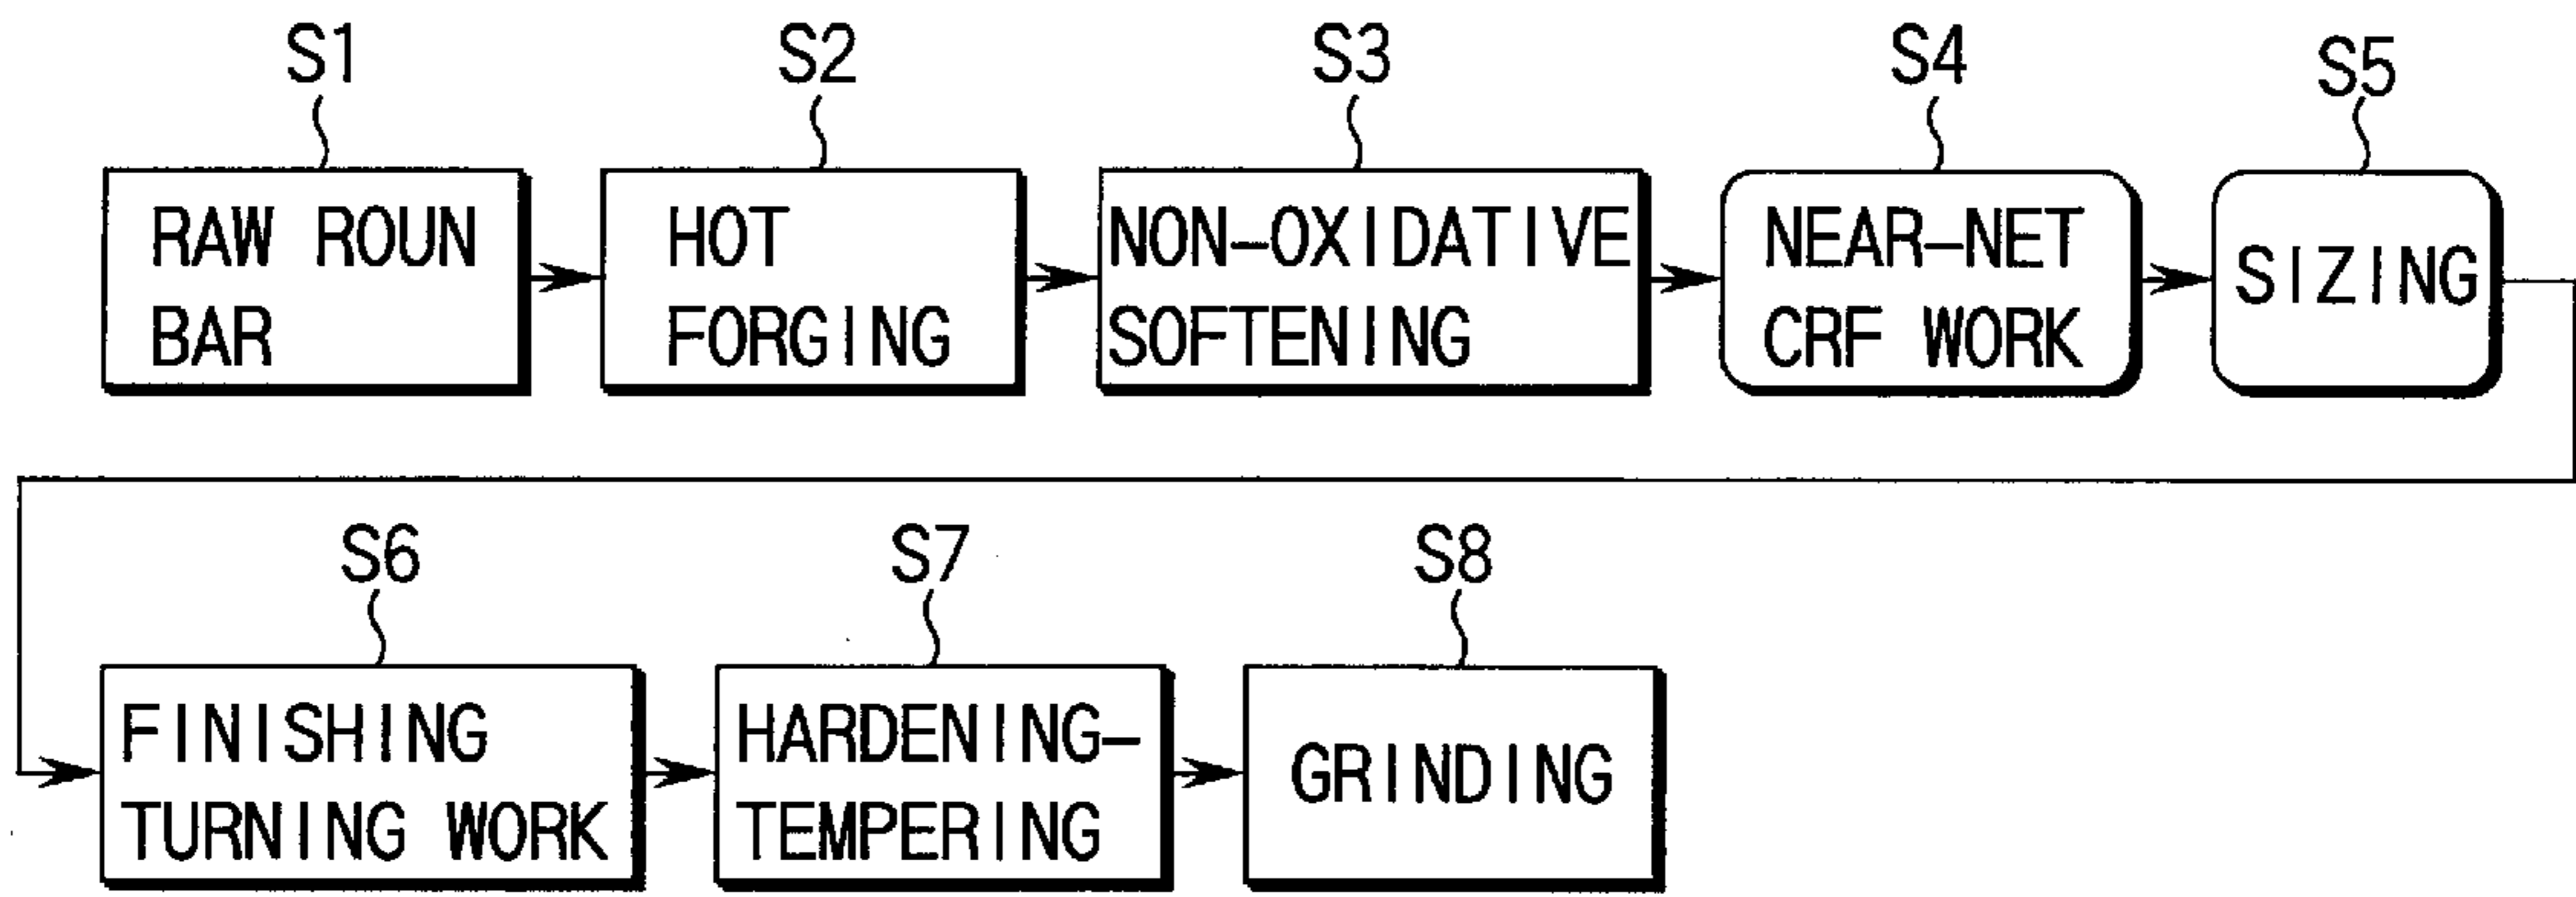 S1
S2
S3
S4
S5
RAW ROUN
BAR
HOT
FORGING
NON-OXIDATIVE
SOFTENING
NEAR-NET
CRF WORK
SIZING
S6
S7
S8
FINISHING
TURNING WORK
HARDENING-
TEMPERING
GRINDING